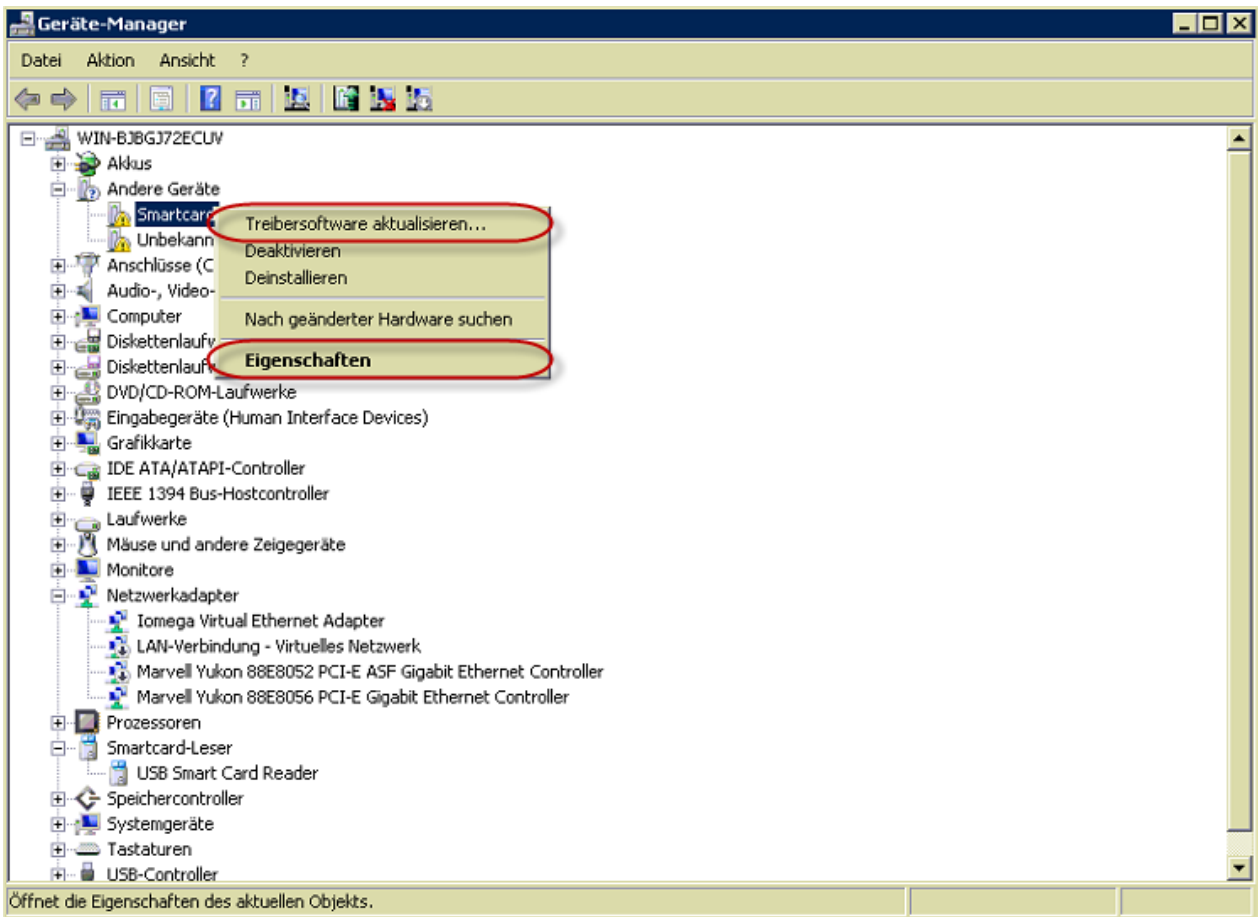 Geräte-Manager
Datei Aktion Ansicht ?
WIN-BJBGJ72ECUV
Akkus
Andere Geräte
Smartcard
Treibersoftware aktualisieren...
Unbekann
Deaktivieren
Anschlüsse (C
Deinstallieren
Audio-, Video-
Computer
Nach geänderter Hardware suchen
Diskettenlaufw
Eigenschaften
Diskettenlaufw
DVD/CD-ROM-Laufwerke
Eingabegeräte (Human Interface Devices)
Grafikkarte
IDE ATA/ATAPI-Controller
IEEE 1394 Bus-Hostcontroller
Laufwerke
Mäuse und andere Zeigegeräte
Monitore
Netzwerkadapter
Iomega Virtual Ethernet Adapter
LAN-Verbindung - Virtuelles Netzwerk
Marvell Yukon 88E8052 PCI-E ASF Gigabit Ethernet Controller
Marvell Yukon 88E8056 PCI-E Gigabit Ethernet Controller
Prozessoren
Smartcard-Leser
USB Smart Card Reader
Speichercontroller
Systemgeräte
Tastaturen
USB-Controller
Öffnet die Eigenschaften des aktuellen Objekts.